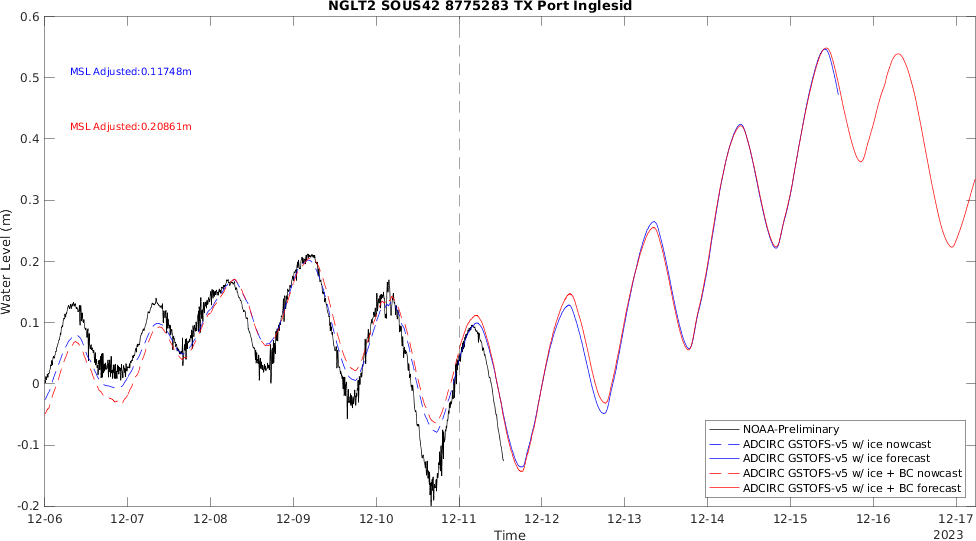 NGLT2 SOUS42 8775283 TX Port Inglesid
MSL Adjusted:0.11748m
MSL Adjusted:0.20861m
Water Level (m)
0.6
0.5
0.4
0.3
0.2
0.1
0
-0.1
-0.2
NOAA-Preliminary
ADCIRC GSTOFS-v5 w/ ice nowcast
ADCIRC GSTOFS-v5 w/ ice forecast
ADCIRC GSTOFS-v5 w/ ice + BC nowcast
ADCIRC GSTOFS-v5 w/ ice + BC forecast
12-06 12-07 12-08 12-09 12-10 12-11 12-12 12-13 12-14 12-15 12-16 12-17
Time
2023